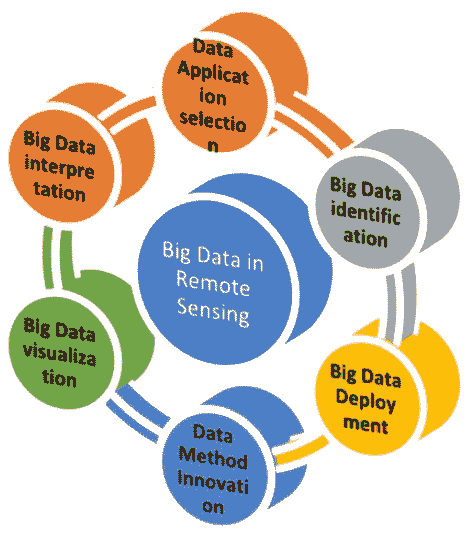 Data
Applicat
ion
selectio
n
Big Data
identific
ation
Big Data
Deploy
ment
Data
Method
Innovati
on
Big Data
visualiza
tion
Big Data
interpre
tation
Big Data in
Remote
Sensing